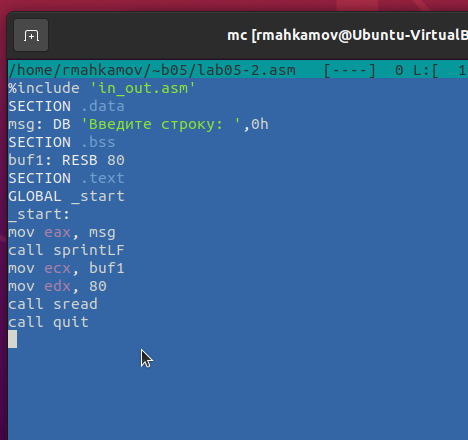 mc [rmahkamov@Ubuntu-VirtualB
/home/rmahkamov/~b05/lab05-2.asm   [----]  0 L:[  1
%include 'in_out.asm'
SECTION .data
msg: DB 'Введите строку: ',0h
SECTION .bss
buf1: RESB 80
SECTION .text
GLOBAL _start
_start:
mov eax, msg
call sprintLF
mov ecx, buf1
mov edx, 80
call sread
call quit